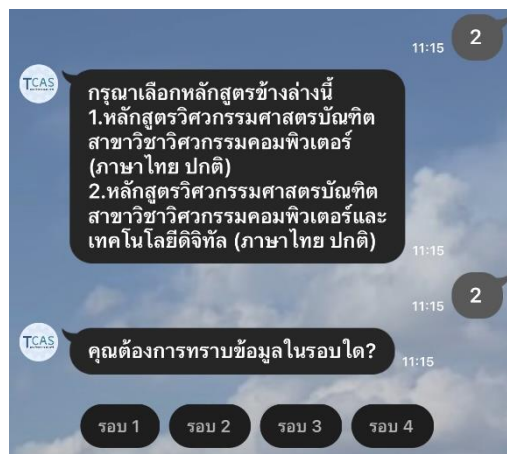 2
11:15
TCAS
กรุณาเลือกหลักสูตรข้างล่างนี้
1.หลักสูตรวิศวกรรมศาสตรบัณฑิต
สาขาวิชาวิศวกรรมคอมพิวเตอร์
(ภาษาไทย ปกติ)
2.หลักสูตรวิศวกรรมศาสตรบัณฑิต
สาขาวิชาวิศวกรรมคอมพิวเตอร์และ
เทคโนโลยีดิจิทัล (ภาษาไทย ปกติ)
11:15
2
11:15
TCAS
คุณต้องการทราบข้อมูลในรอบใด?
11:15
รอบ 1 รอบ 2 รอบ 3 รอบ 4